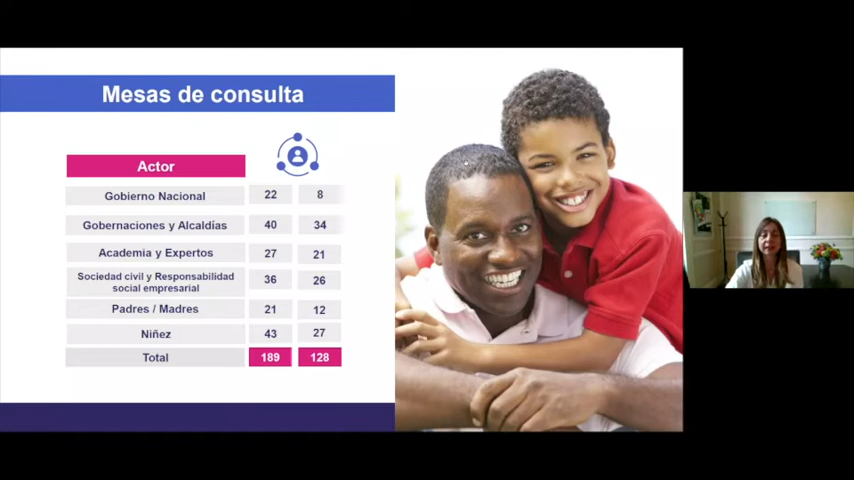 Mesas de consulta
Actor
Gobierno Nacional 22 8
Gobernaciones y Alcaldías 40 34
Academia y Expertos 27 21
Sociedad civil y Responsabilidad
social empresarial 36 26
Padres / Madres 21 12
Niñez 43 27
Total 189 128